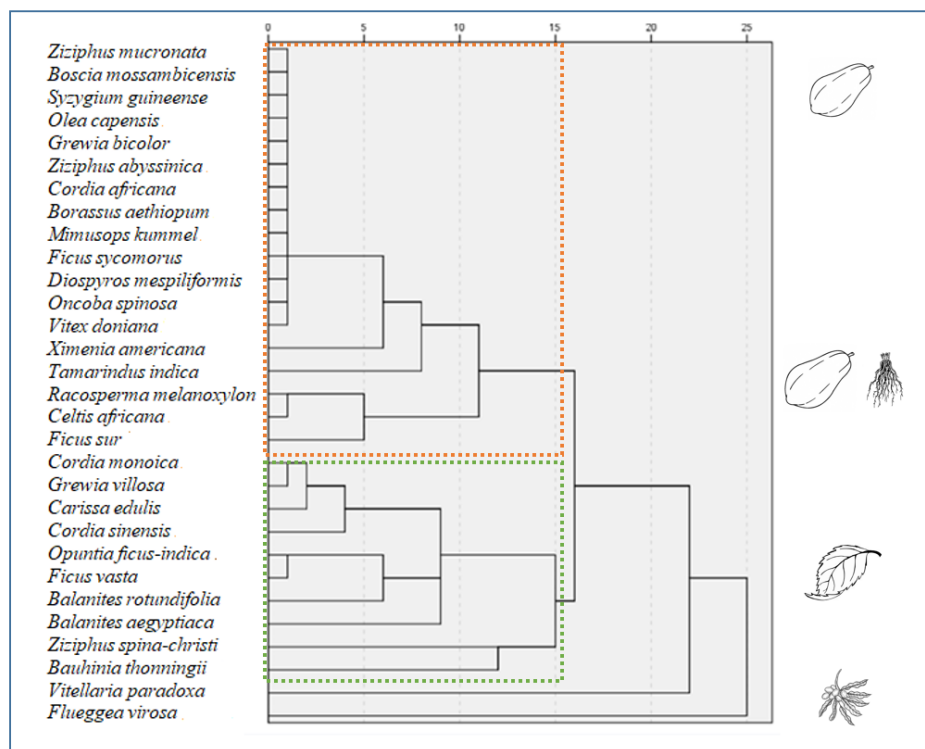 0 5 10 15 20 25
Ziziphus mucronata
Boscia mossambicensis
Syzygium guineense
Olea capensis
Grewia bicolor
Ziziphus abyssinica
Cordia africana
Borassus aethiopum
Mimusops kummel
Ficus sycomorus
Diospyros mespiliformis
Oncoba spinosa
Vitex doniana
Ximenia americana
Tamarindus indica
Racosperma melanoxylon
Celtis africana
Ficus sur
Cordia monoica
Grewia villosa
Carissa edulis
Cordia sinensis
Opuntia ficus-indica
Ficus vasta
Balanites rotundifolia
Balanites aegyptiaca
Ziziphus spina-christi
Bauhinia thonningii
Vitellaria paradoxa
Flueggea virosa